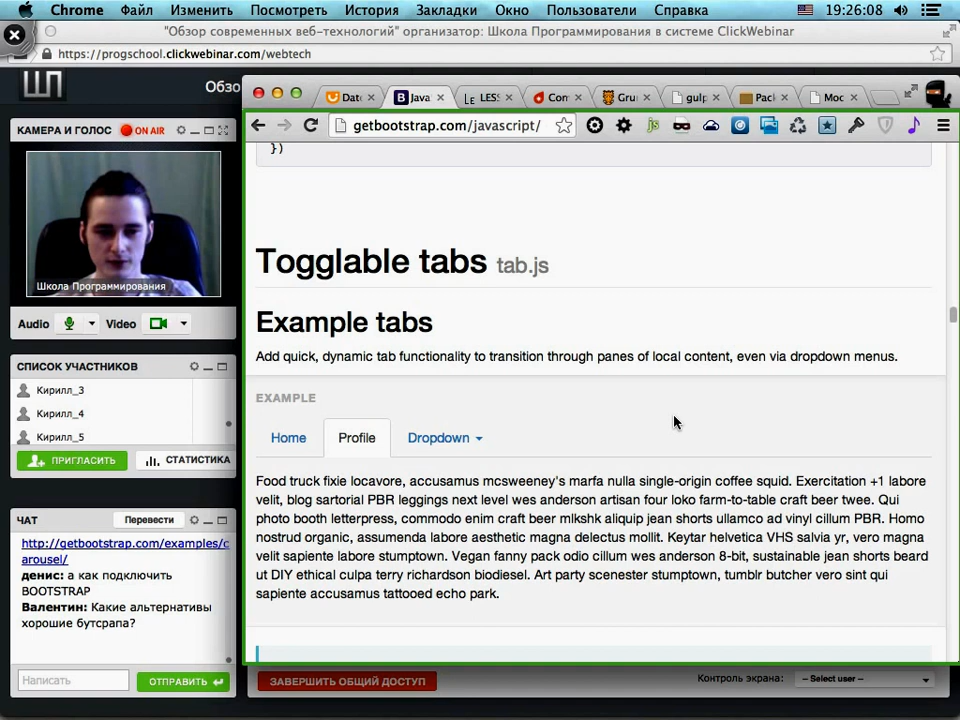 Chrome Файл Изменить Посмотреть История Закладки Окно Пользователи Справка 19:26:08
"Обзор современных веб-технологий" организатор: Школа Программирования в системе ClickWebinar
https://progschool.clickwebinar.com/webtech
ШП Обзо
Dat Java LESS Con Gru gulp Pack Moc
getbootstrap.com/javascript/
КАМЕРА И ГОЛОС ON AIR
})
Школа Программирования
Audio Video
Togglable tabs tab.js
Example tabs
Add quick, dynamic tab functionality to transition through panes of local content, even via dropdown menus.
СПИСОК УЧАСТНИКОВ
Кирилл_3
Кирилл_4
Кирилл_5
ПРИГЛАСИТЬ СТАТИСТИКА
EXAMPLE
Home Profile Dropdown
Food truck fixie locavore, accusamus mcsweeney's marfa nulla single-origin coffee squid. Exercitation +1 labore
velit, blog sartorial PBR leggings next level wes anderson artisan four loko farm-to-table craft beer twee. Qui
photo booth letterpress, commodo enim craft beer mlkshk aliquip jean shorts ullamco ad vinyl cillum PBR. Homo
nostrud organic, assumenda labore aesthetic magna delectus mollit. Keytar helvetica VHS salvia yr, vero magna
velit sapiente labore stumptown. Vegan fanny pack odio cillum wes anderson 8-bit, sustainable jean shorts beard
ut DIY ethical culpa terry richardson biodiesel. Art party scenester stumptown, tumblr butcher vero sint qui
sapiente accusamus tattooed echo park.
ЧАТ Перевести
http://getbootstrap.com/examples/c
arousel/
денис: а как подключить
BOOTSTRAP
Валентин: Какие альтернативы
хорошие бутсрапа?
Написать ОТПРАВИТЬ
ЗАВЕРШИТЬ ОБЩИЙ ДОСТУП
Контроль экрана: -- Select user --